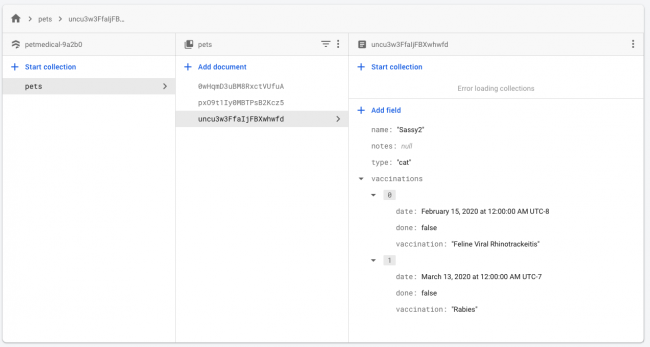 pets uncu3w3FfaIjFB...
petmedical-9a2b0
Start collection
pets
pets
Add document
0wHqmD3uBM8RxctVUfuA
pxO9t1Iy0MBTPs82Kcz5
uncu3w3FfaIjFBXwhwfd
uncu3w3FfaIjFBXwhwfd
Start collection
Error loading collections
Add field
name: "Sassy2"
notes: null
type: "cat"
vaccinations
0
date: February 15, 2020 at 12:00:00 AM UTC-8
done: false
vaccination: "Feline Viral Rhinotrackeitis"
1
date: March 13, 2020 at 12:00:00 AM UTC-7
done: false
vaccination: "Rabies"